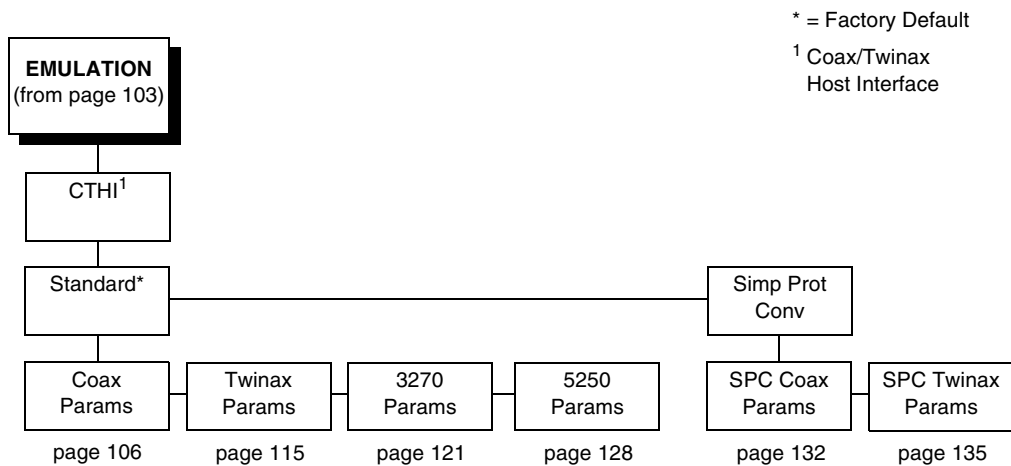 * = Factory Default
1 Coax/Twinax
Host Interface
EMULATION
(from page 103)
CTHI1
Standard*
Simp Prot
Conv
Coax
Params
Twinax
Params
3270
Params
5250
Params
SPC Coax
Params
SPC Twinax
Params
page 106
page 115
page 121
page 128
page 132
page 135